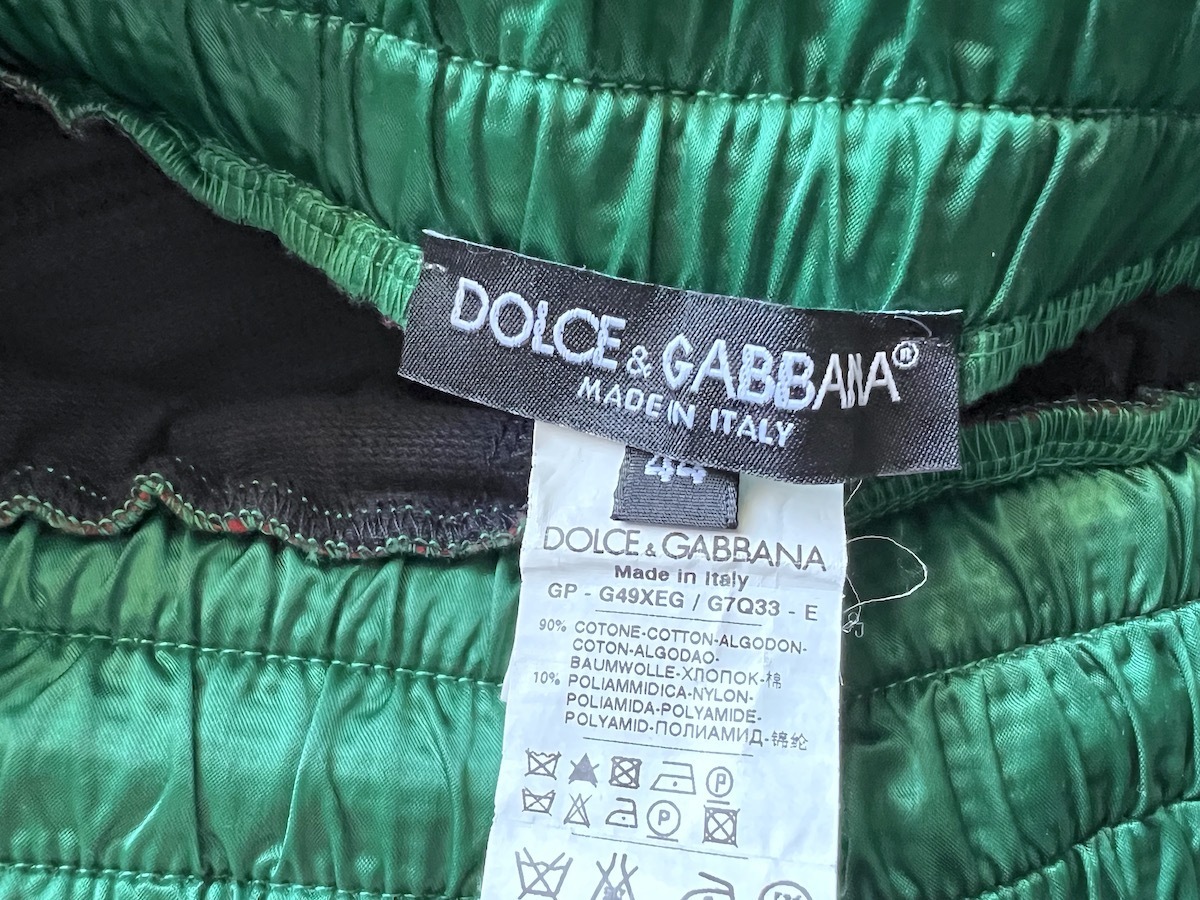 DOLCE & GABBANA®
MADE IN ITALY
44
DOLCE & GABBANA
Made in Italy
GP - G49XEG / G7Q33 - E
90% COTONE-COTTON-ALGODON-
COTON-ALGODAO-
BAUMWOLLE-ХЛОПОК-棉
10% POLIAMMIDICA-NYLON-
POLIAMIDA-POLYAMIDE-
POLYAMID-ПОЛИАМИД-锦纶
P
P